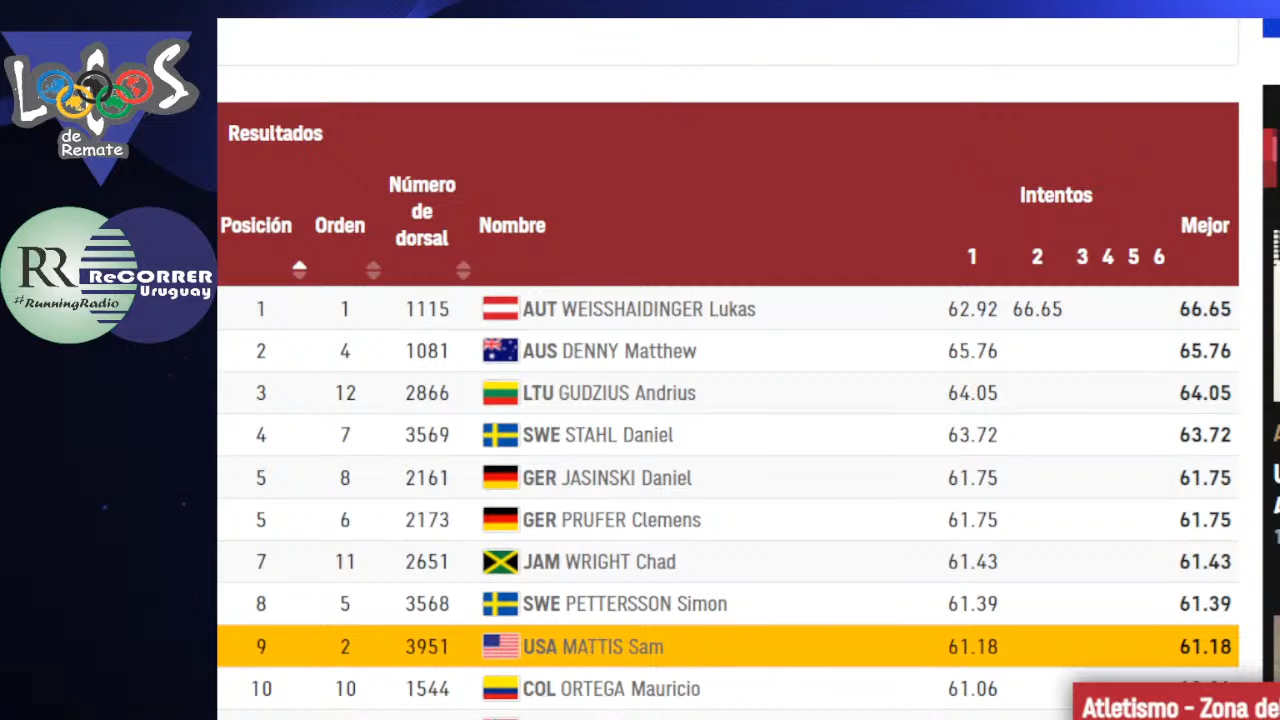 LOCOS
de
Remate
RR
#RunningRadio
ReCORRER
Uruguay
Resultados
Posición Orden Número de dorsal Nombre Intentos Mejor
1 2 3 4 5 6
1 1 1115 AUT WEISSHAIDINGER Lukas 62.92 66.65 66.65
2 4 1081 AUS DENNY Matthew 65.76 65.76
3 12 2866 LTU GUDZIUS Andrius 64.05 64.05
4 7 3569 SWE STAHL Daniel 63.72 63.72
5 8 2161 GER JASINSKI Daniel 61.75 61.75
5 6 2173 GER PRUFER Clemens 61.75 61.75
7 11 2651 JAM WRIGHT Chad 61.43 61.43
8 5 3568 SWE PETTERSSON Simon 61.39 61.39
9 2 3951 USA MATTIS Sam 61.18 61.18
10 10 1544 COL ORTEGA Mauricio 61.06
Atletismo - Zona de